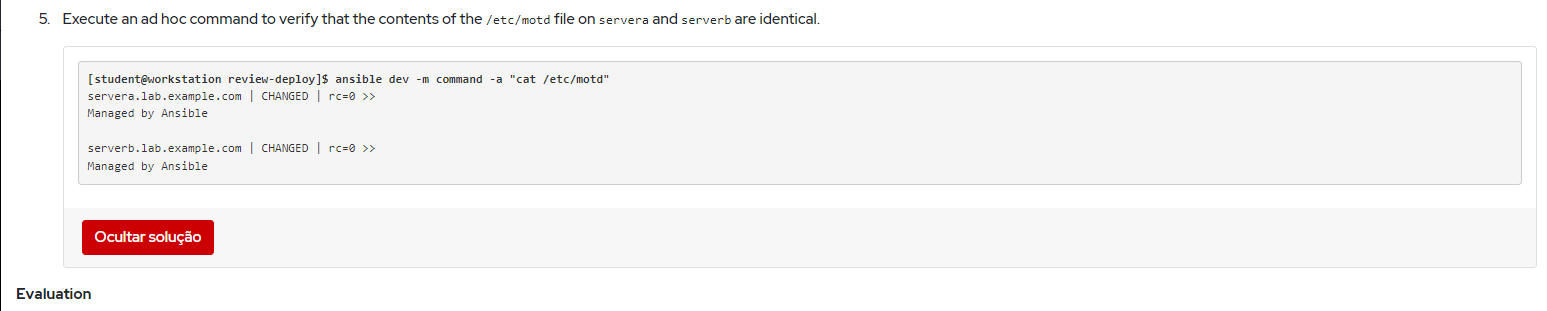 5. Execute an ad hoc command to verify that the contents of the /etc/motd file on servera and serverb are identical.
[student@workstation review-deploy]$ ansible dev -m command -a "cat /etc/motd"
servera.lab.example.com | CHANGED | rc=0 >>
Managed by Ansible
serverb.lab.example.com | CHANGED | rc=0 >>
Managed by Ansible
Ocultar solução
Evaluation